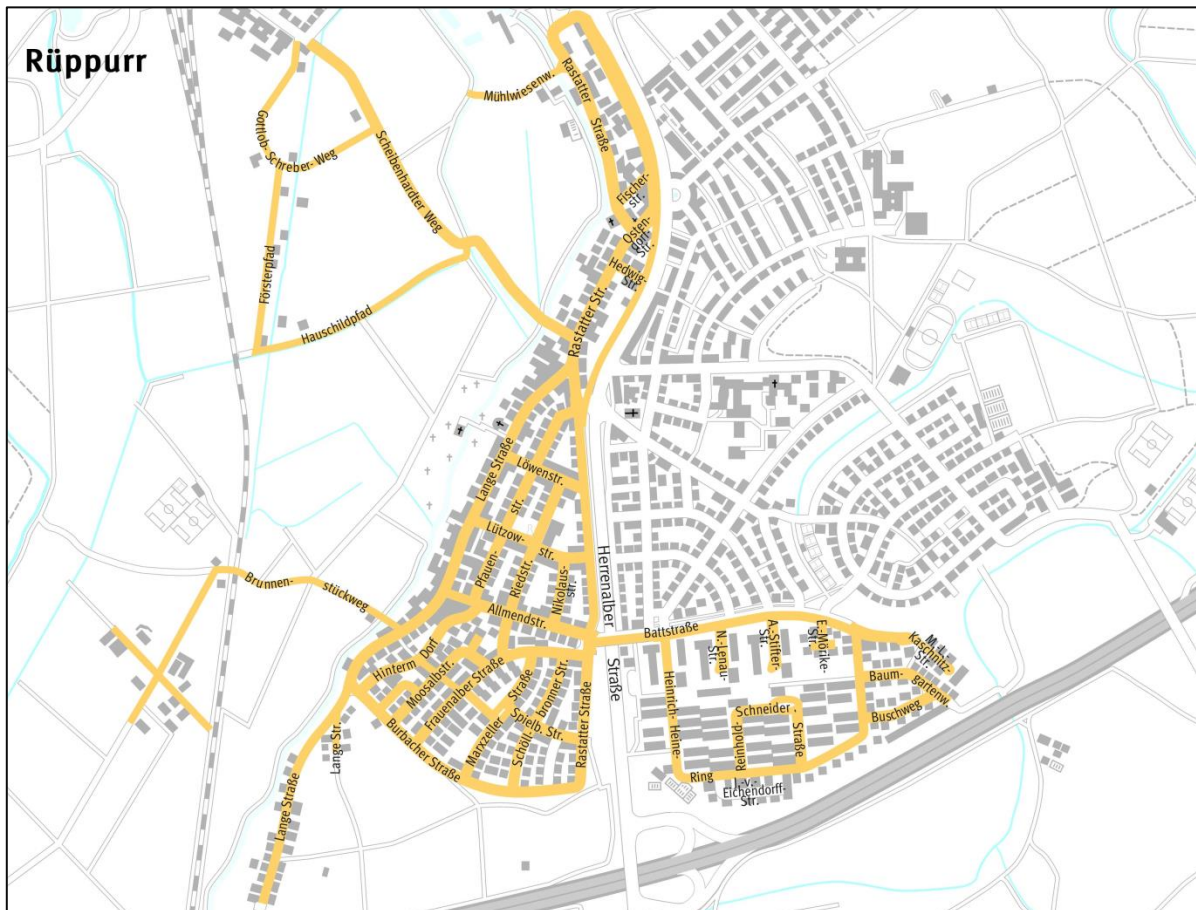 Rüppurr
Mühlwiesenw.
Rastatter
Straße
Gottlob-
Schreber-Weg
Scheibenhardter Weg
Fischer-
str.
Osten-
dorf-
Str.
Hedwig-
Str.
Försterpfad
Hauschildpfad
Rastatter Str.
Lange Straße
Löwenstr.
Pfauen-
str.
Lützow-
str.
Riedstr.
Nikolaus-
str.
Herrenalber
Straße
Brunnen-
stückweg
Allmendstr.
Battstraße
N.-Lenau-
Str.
A.-Stifter-
Str.
E.-Mörike-
Str.
M.-L.-
Kaschnitz-
Str.
Hinterm Dorf
Moosalbstr.
Frauenalber Straße
Burbacher Straße
Marxzeller
Straße
Schöll-
bronner Str.
Spielb. Str.
Rastatter Straße
Heinrich-
Heine-
Ring
Reinhold-
Schneider-
Straße
Baum-
gartenw.
Buschweg
J.-v.-
Eichendorff-
Str.
Lange Str.
Lange Straße